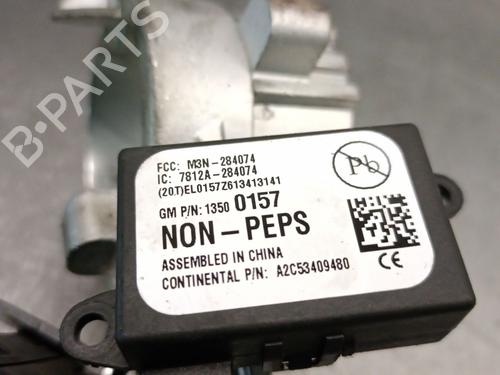 B-PARTS
FCC: M3N-284074
IC: 7812A-284074
(20T)EL0157Z613413141
GM P/N: 1350 0157
NON-PEPS
ASSEMBLED IN CHINA
CONTINENTAL P/N: A2C53409480
Pb
CE